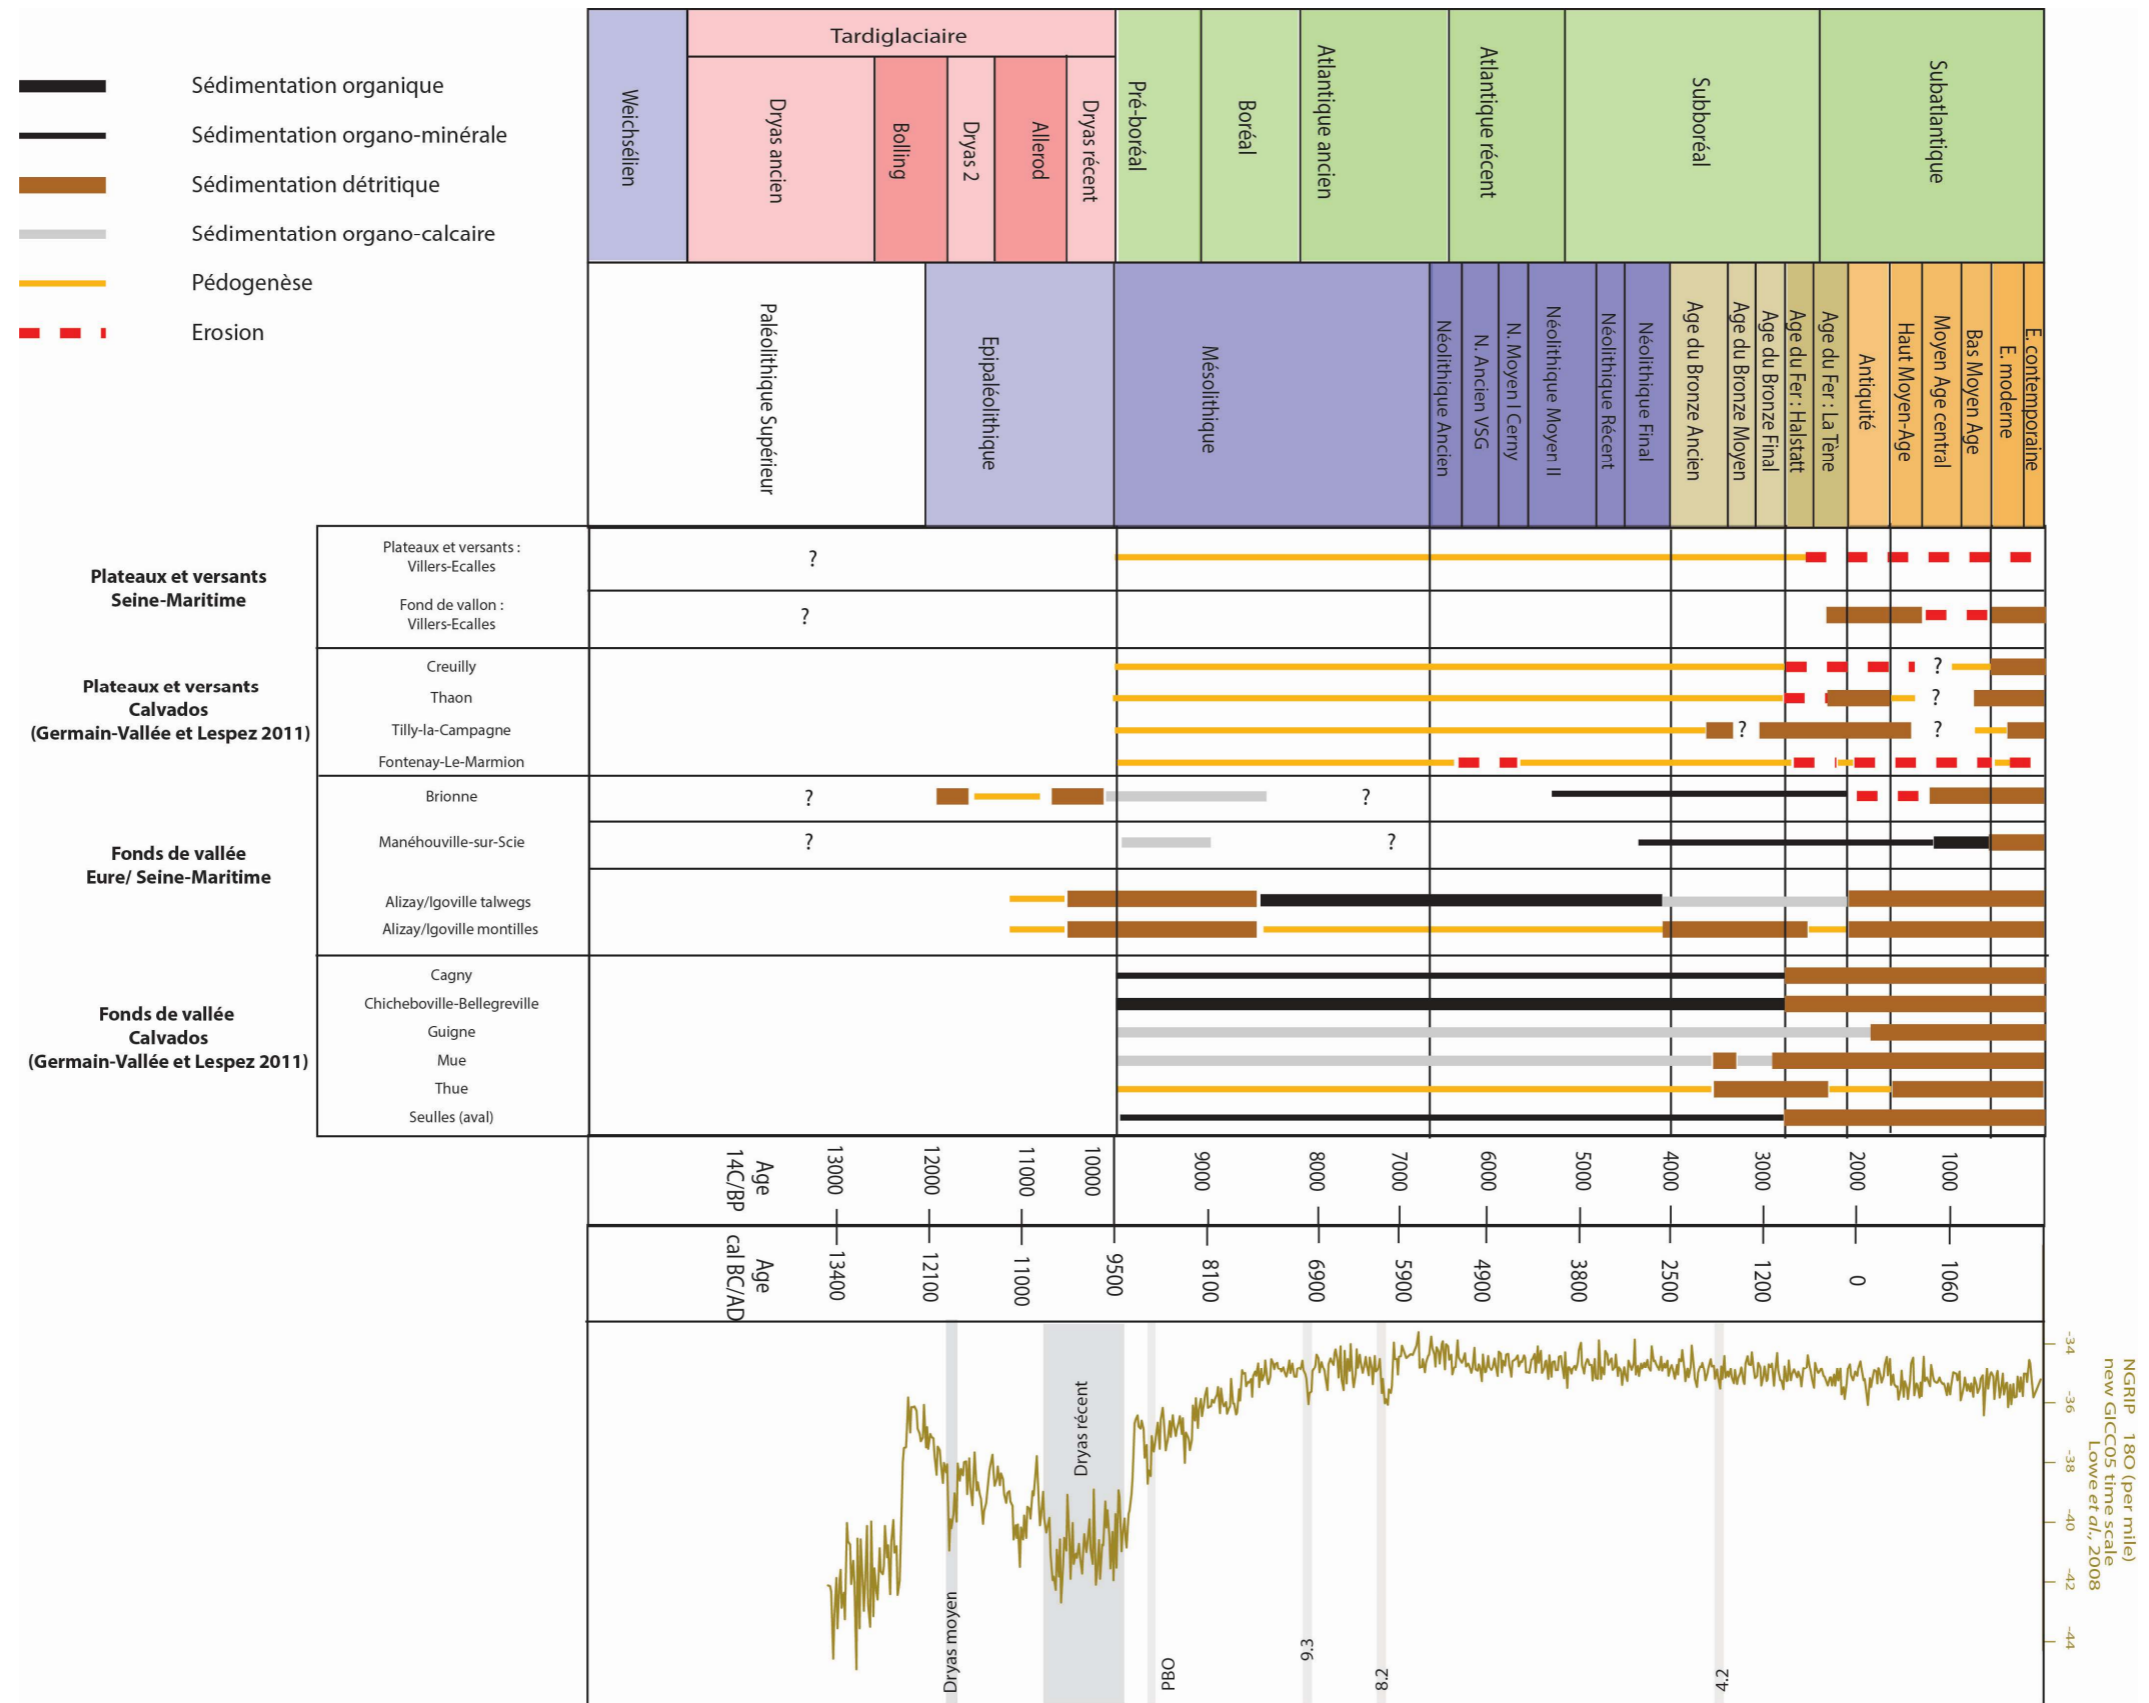 Sédimentation organique
Sédimentation organo-minérale
Sédimentation détritique
Sédimentation organo-calcaire
Pédogenèse
Erosion
Tardiglaciaire
Weichsélien
Dryas ancien
Bolling
Dryas 2
Allerod
Dryas récent
Pré-boréal
Boréal
Atlantique ancien
Atlantique récent
Subboréal
Subatlantique
Paléolithique Supérieur
Epipaléolithique
Mésolithique
Néolithique Ancien
N. Ancien VSG
N. Moyen I Cerny
Néolithique Moyen II
Néolithique Récent
Néolithique Final
Age du Bronze Ancien
Age du Bronze Moyen
Age du Bronze Final
Age du Fer : Halstatt
Age du Fer : La Tène
Antiquité
Haut Moyen-Age
Moyen Age central
Bas Moyen Age
E. moderne
E. contemporaine
Plateaux et versants
Seine-Maritime
Plateaux et versants :
Villers-Ecalles
?
Fond de vallon :
Villers-Ecalles
?
Plateaux et versants
Calvados
(Germain-Vallée et Lespez 2011)
Creuilly
?
Thaon
?
Tilly-la-Campagne
? ?
Fontenay-Le-Marmion
Fonds de vallée
Eure/ Seine-Maritime
Brionne
? ?
Manéhouville-sur-Scie
? ?
Alizay/Igoville talwegs
Alizay/Igoville montilles
Fonds de vallée
Calvados
(Germain-Vallée et Lespez 2011)
Cagny
Chicheboville-Bellegreville
Guigne
Mue
Thue
Seulles (aval)
Age
14C/BP
13000
12000
11000
10000
9000
8000
7000
6000
5000
4000
3000
2000
1000
Age
cal BC/AD
13400
12100
11000
9500
8100
6900
5900
4900
3800
2500
1200
0
1060
Dryas moyen
Dryas récent
PBO
9.3
8.2
4.2
-34
-36
-38
-40
-42
-44
NGRIP 18O (per mile)
new GICC05 time scale
Lowe et al., 2008